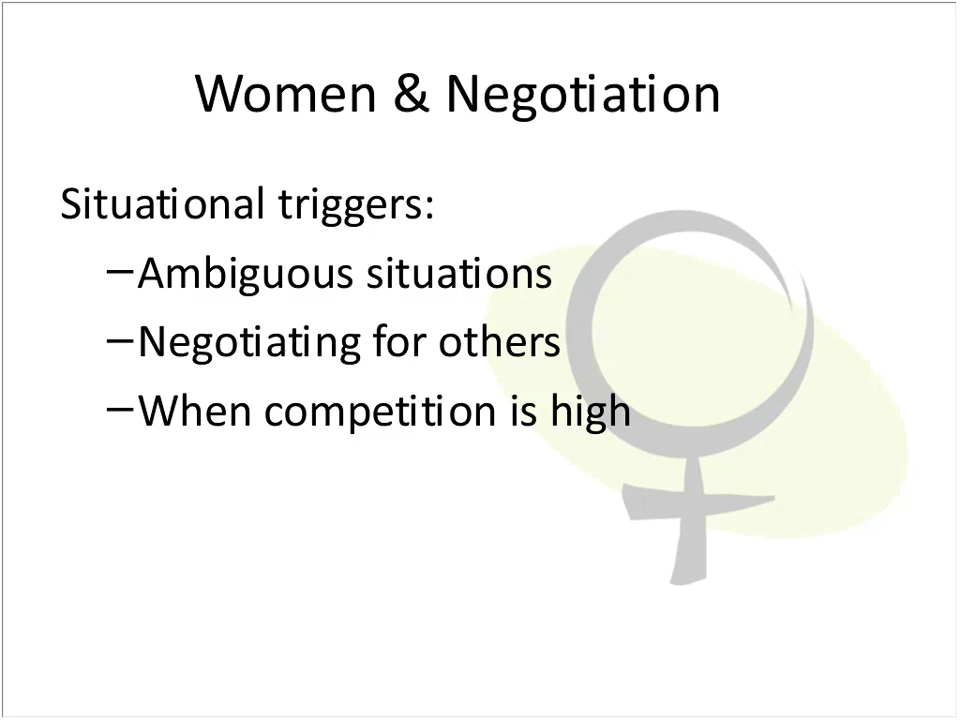 Women & Negotiation
Situational triggers:
–Ambiguous situations
–Negotiating for others
–When competition is high